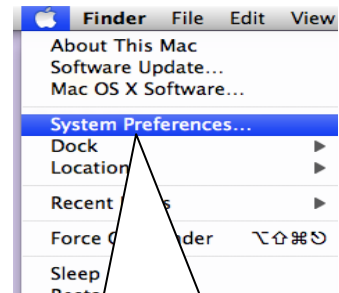 Finder File Edit View
About This Mac
Software Update...
Mac OS X Software...
System Preferences...
Dock
Location
Recent
Force
Sleep